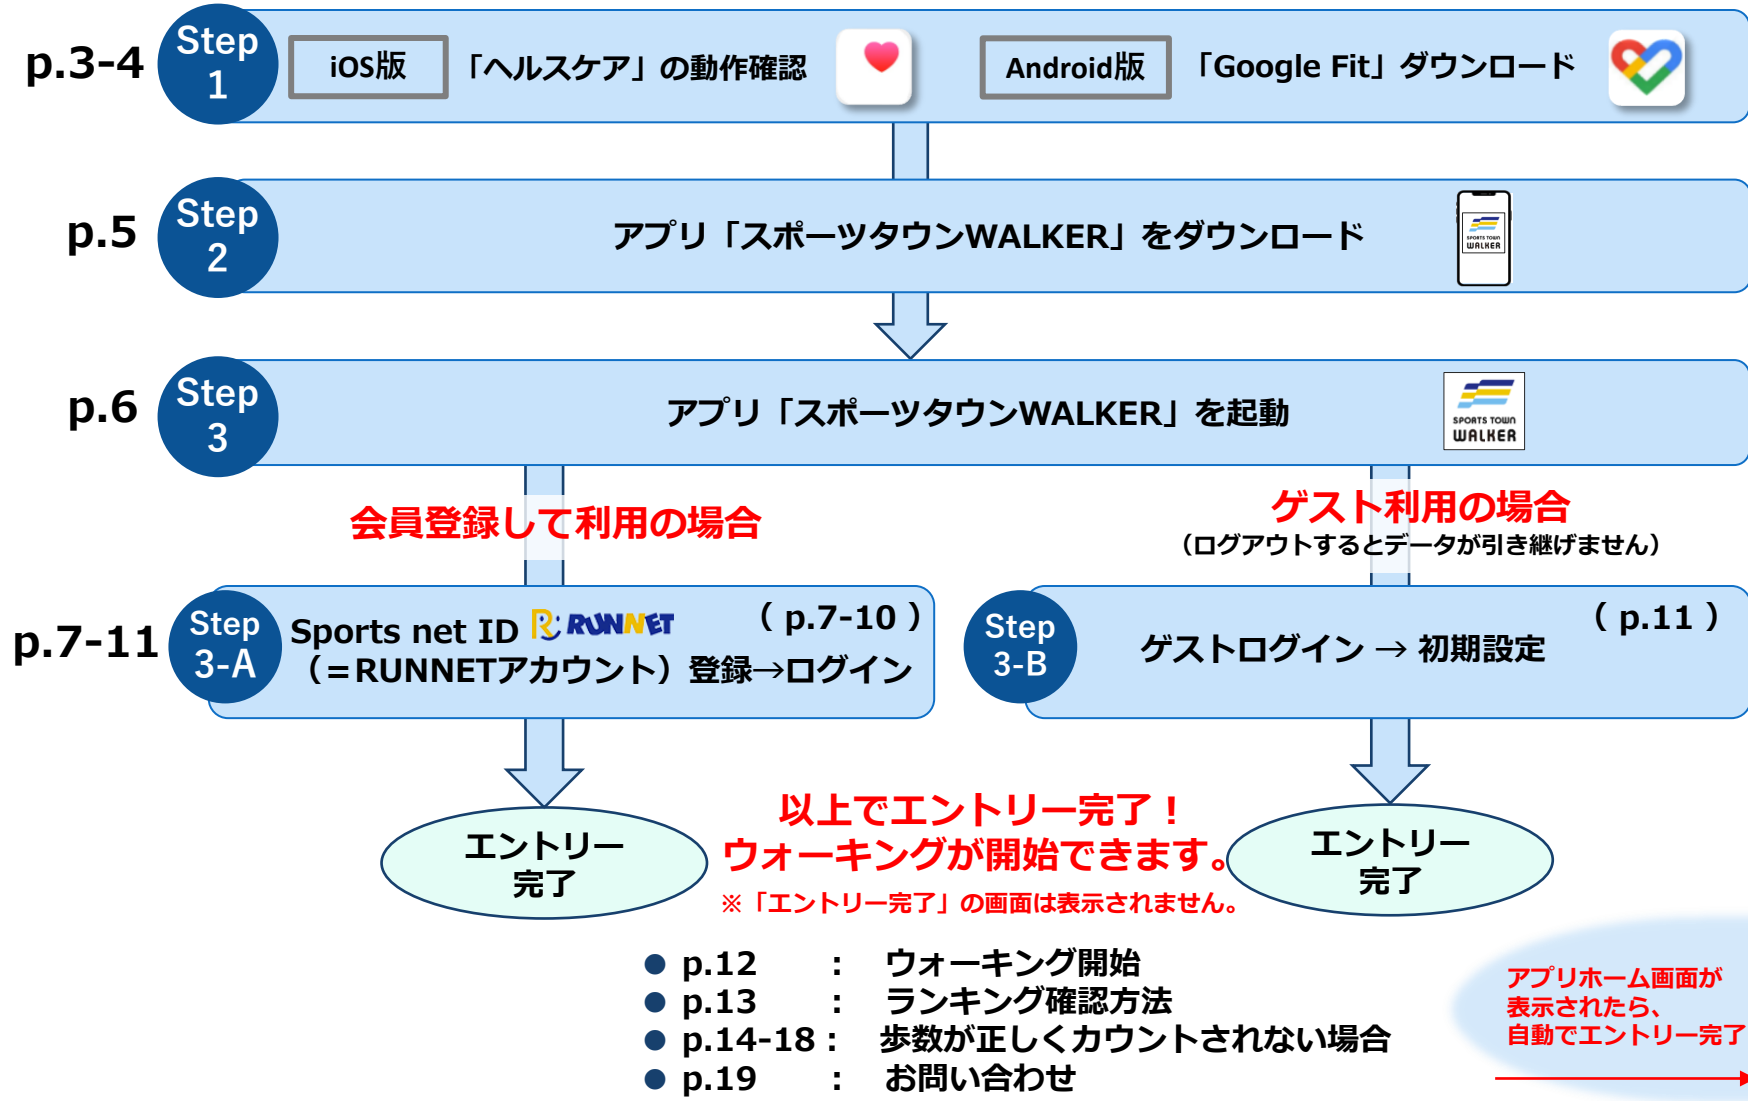 p.3-4
Step
1
iOS版
「ヘルスケア」の動作確認
Android版
「Google Fit」ダウンロード
p.5
Step
2
アプリ「スポーツタウンWALKER」をダウンロード
SPORTS TOWN
WALKER
p.6
Step
3
アプリ「スポーツタウンWALKER」を起動
SPORTS TOWN
WALKER
会員登録して利用の場合
ゲスト利用の場合
（ログアウトするとデータが引き継げません）
p.7-11
Step
3-A
Sports net ID RUNNET （ p.7-10 ）
（=RUNNETアカウント）登録→ログイン
Step
3-B
（ p.11 ）
ゲストログイン → 初期設定
エントリー
完了
以上でエントリー完了！
ウォーキングが開始できます。
※「エントリー完了」の画面は表示されません。
エントリー
完了
● p.12 ： ウォーキング開始
● p.13 ： ランキング確認方法
● p.14-18： 歩数が正しくカウントされない場合
● p.19 ： お問い合わせ
アプリホーム画面が
表示されたら、
自動でエントリー完了